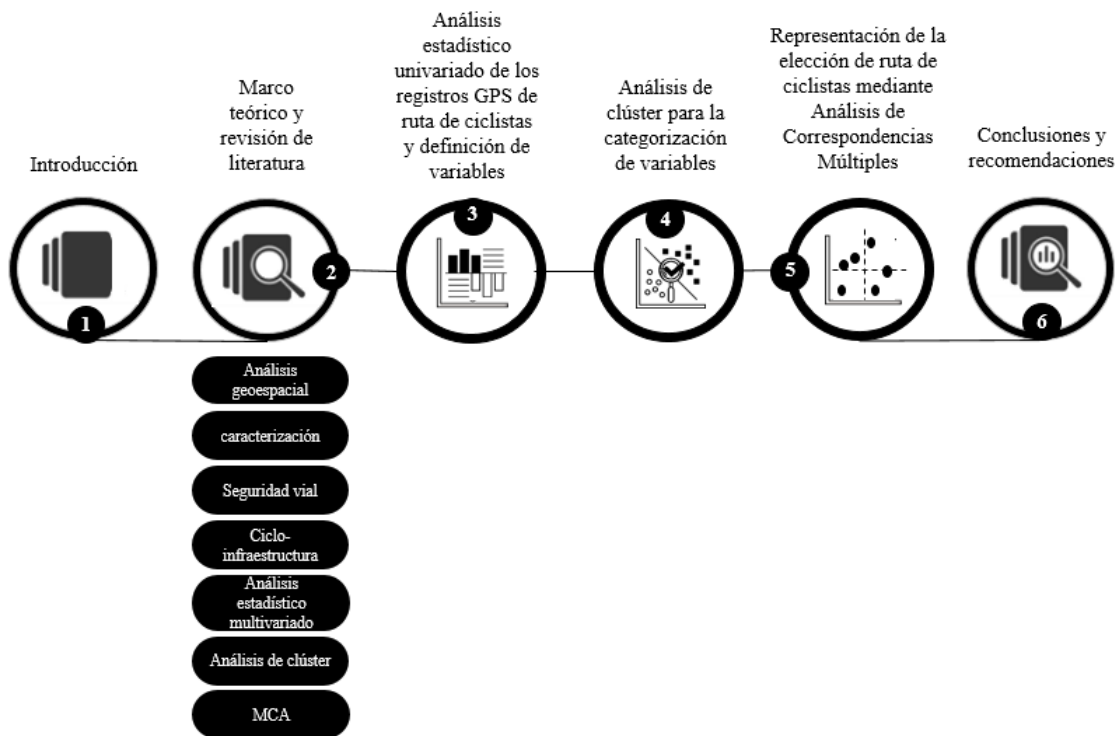 Introducción
Marco
teórico y
revisión de
literatura
Análisis
estadístico
univariado de los
registros GPS de
ruta de ciclistas
y definición de
variables
Análisis de
clúster para la
categorización
de variables
Representación de la
elección de ruta de
ciclistas mediante
Análisis de
Correspondencias
Múltiples
Conclusiones y
recomendaciones
1
2
3
4
5
6
Análisis
geoespacial
caracterización
Seguridad vial
Ciclo-
infraestructura
Análisis
estadístico
multivariado
Análisis de clúster
MCA